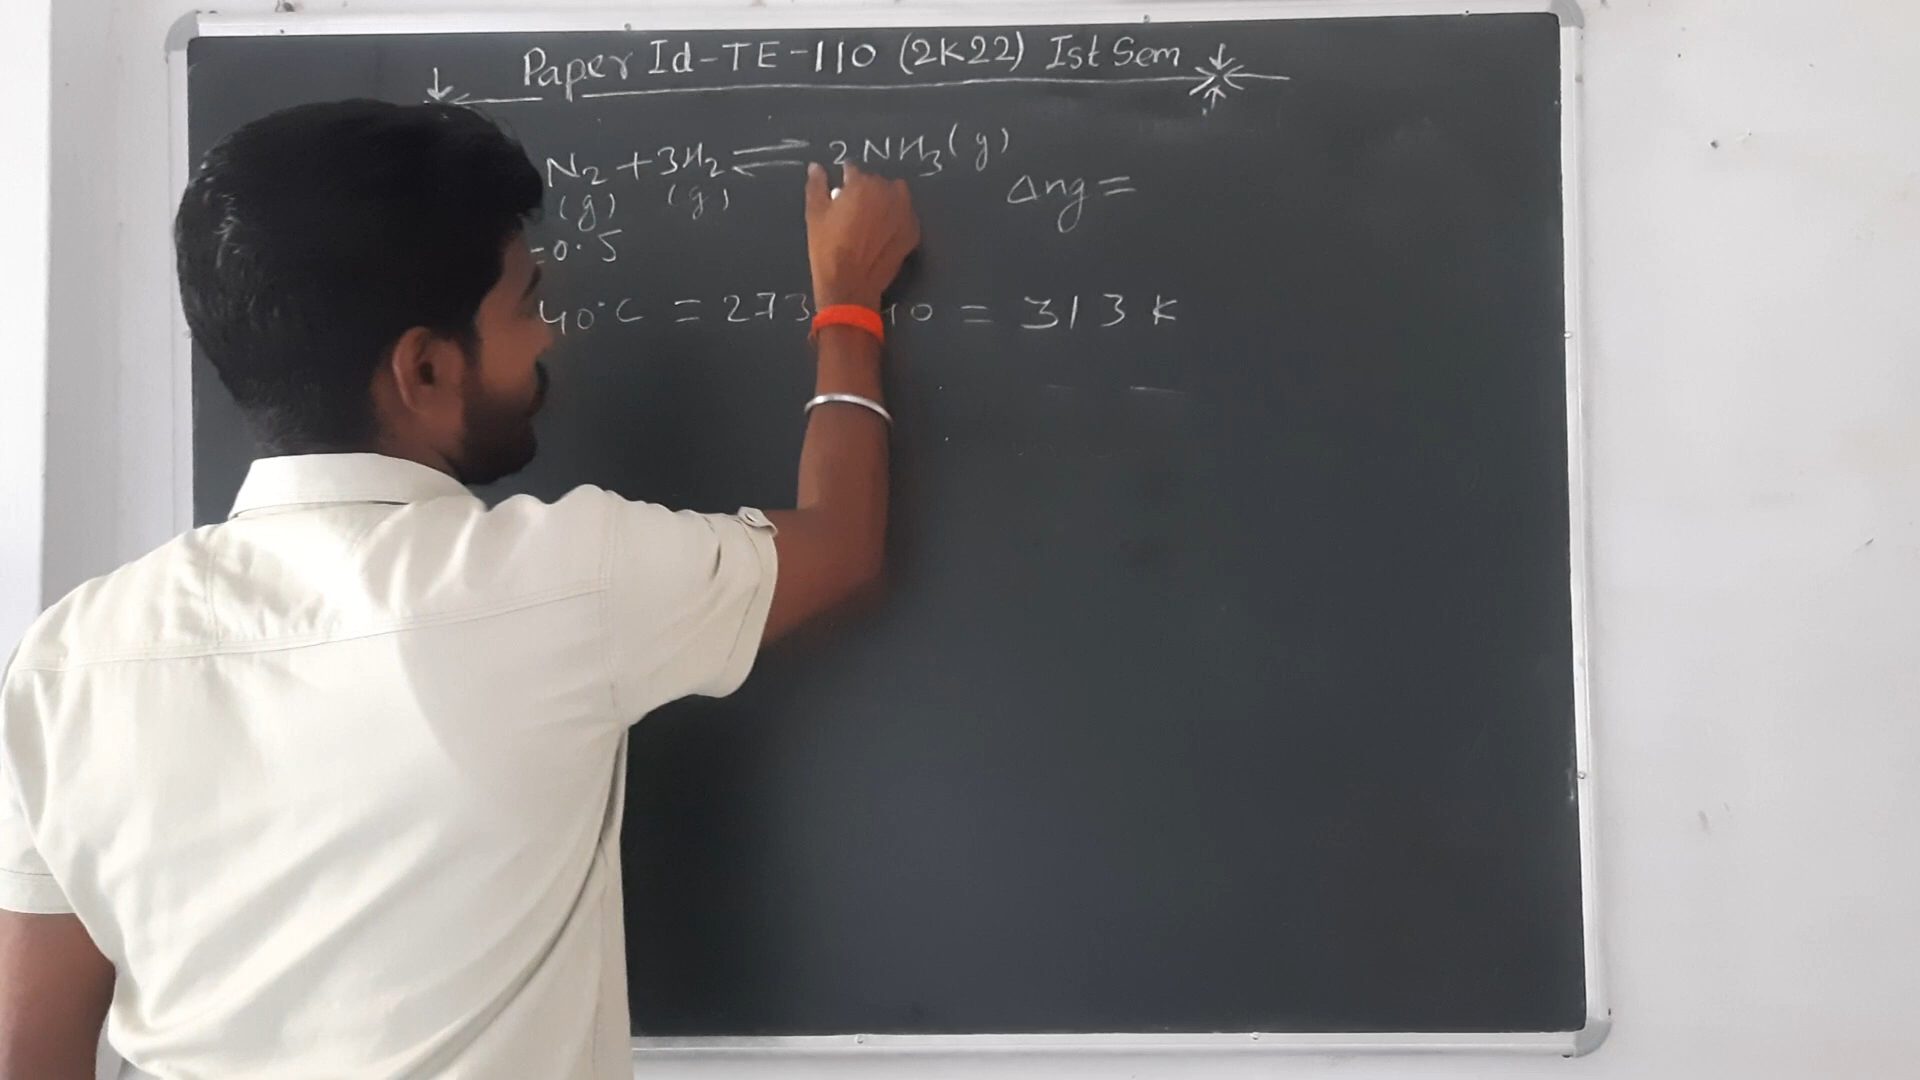 Paper Id-TE-110 (2K22) Ist Sem
N2 + 3H2 ⇌ 2NH3(g)
(g) (g)
Δng =
=0.5
40°C = 273 40 = 313 K